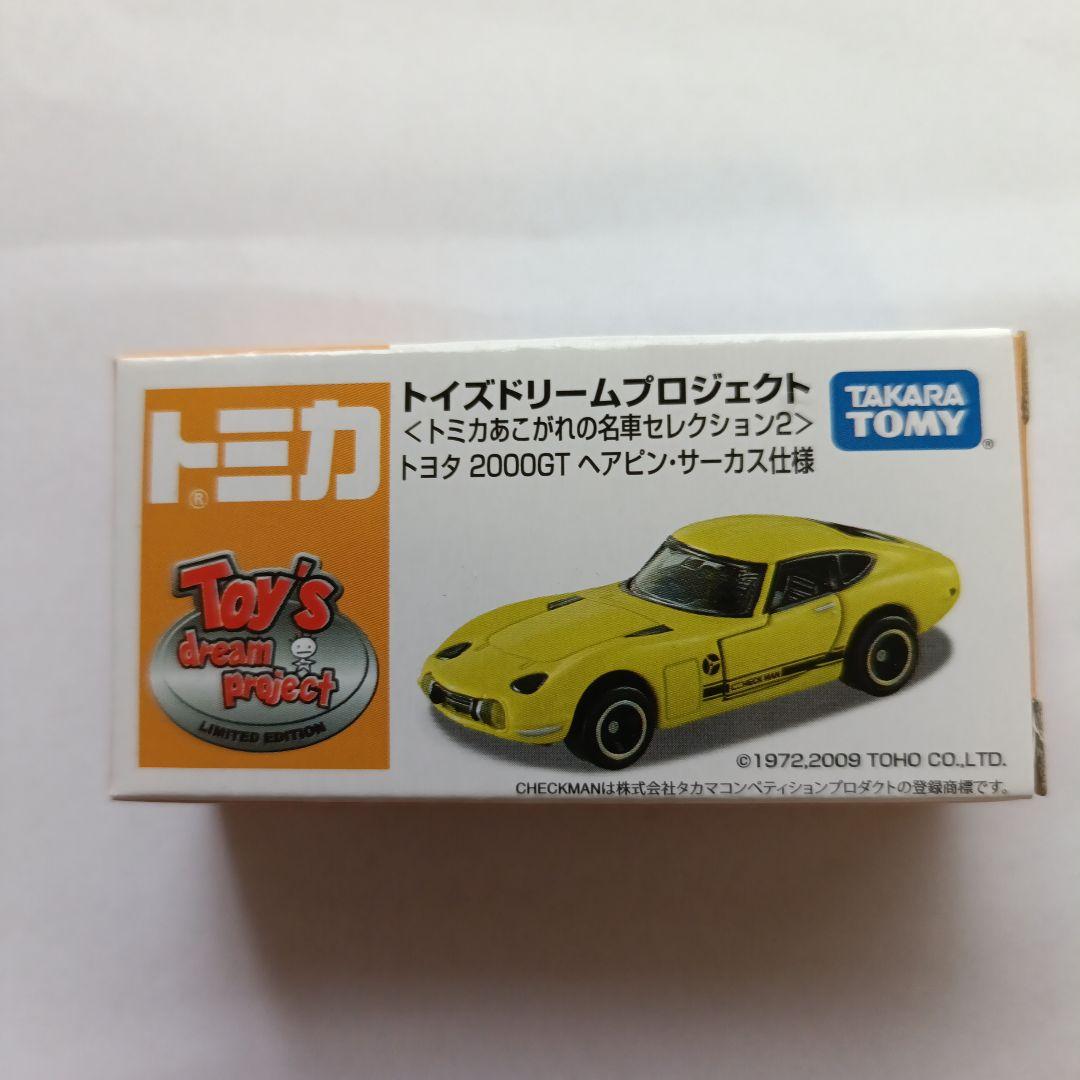 トミカ®
Toy's
dream
project
LIMITED EDITION
トイズドリームプロジェクト
<トミカあこがれの名車セレクション2>
トヨタ 2000GT ヘアピン・サーカス仕様
TAKARA
TOMY®
CHECK MAN
©1972,2009 TOHO CO.,LTD.
CHECKMANは株式会社タカマコンペティションプロダクトの登録商標です。